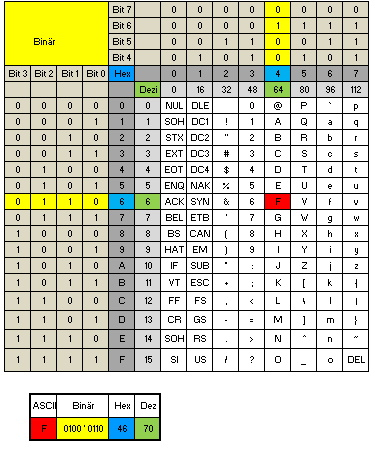 Bit 7 0 0 0 0 0 0 0 0
Binär Bit 6 0 0 0 0 1 1 1 1
Bit 5 0 0 1 1 0 0 1 1
Bit 4 0 1 0 1 0 1 0 1
Bit 3 Bit 2 Bit 1 Bit 0 Hex 0 1 2 3 4 5 6 7
Dezi 0 16 32 48 64 80 96 112
0 0 0 0 0 0 NUL DLE 0 @ P ` p
0 0 0 1 1 1 SOH DC1 ! 1 A Q a q
0 0 1 0 2 2 STX DC2 " 2 B R b r
0 0 1 1 3 3 EXT DC3 # 3 C S c s
0 1 0 0 4 4 EOT DC4 $ 4 D T d t
0 1 0 1 5 5 ENQ NAK % 5 E U e u
0 1 1 0 6 6 ACK SYN & 6 F V f v
0 1 1 1 7 7 BEL ETB ' 7 G W g w
1 0 0 0 8 8 BS CAN ( 8 H X h x
1 0 0 1 9 9 HAT EM ) 9 I Y i y
1 0 1 0 A 10 IF SUB * : J Z j z
1 0 1 1 B 11 VT ESC + ; K [ k {
1 1 0 0 C 12 FF FS , < L \ l |
1 1 0 1 D 13 CR GS - = M ] m }
1 1 1 0 E 14 SOH RS . > N ^ n ~
1 1 1 1 F 15 SI US / ? O _ o DEL
ASCII Binär Hex Dez
F 0100 ' 0110 46 70